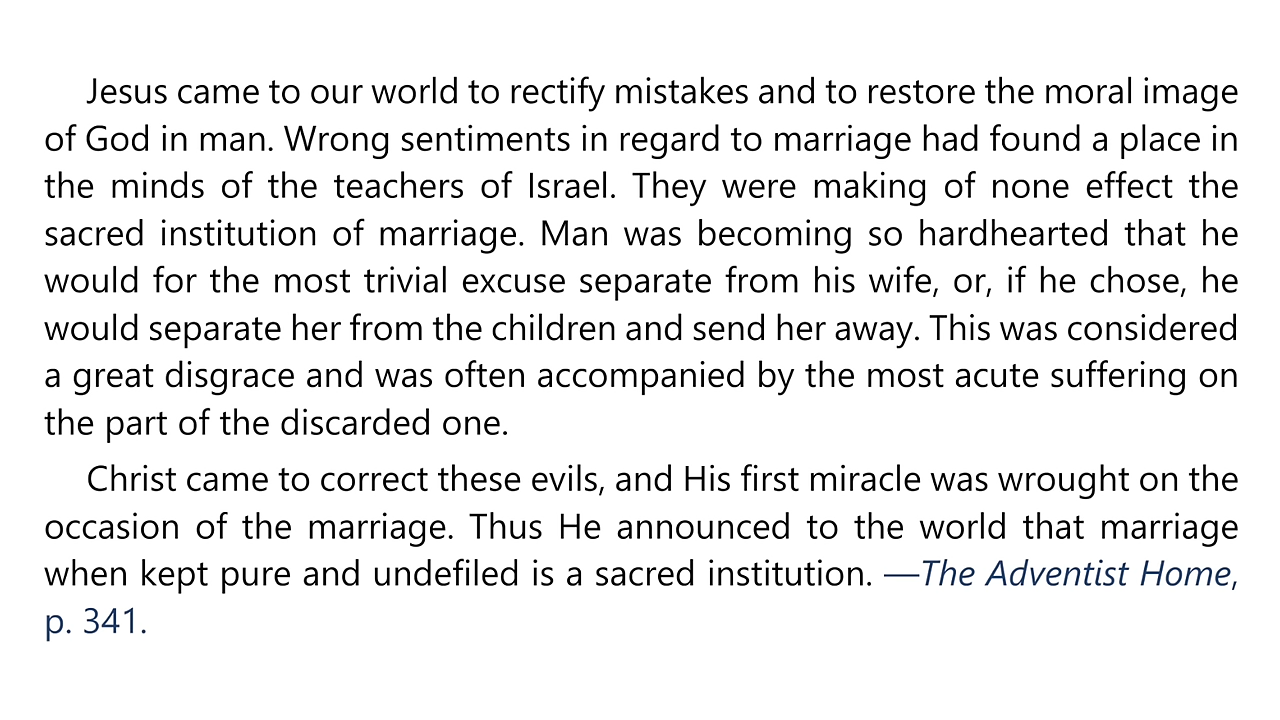 Jesus came to our world to rectify mistakes and to restore the moral image
of God in man. Wrong sentiments in regard to marriage had found a place in
the minds of the teachers of Israel. They were making of none effect the
sacred institution of marriage. Man was becoming so hardhearted that he
would for the most trivial excuse separate from his wife, or, if he chose, he
would separate her from the children and send her away. This was considered
a great disgrace and was often accompanied by the most acute suffering on
the part of the discarded one.
Christ came to correct these evils, and His first miracle was wrought on the
occasion of the marriage. Thus He announced to the world that marriage
when kept pure and undefiled is a sacred institution. —The Adventist Home,
p. 341.